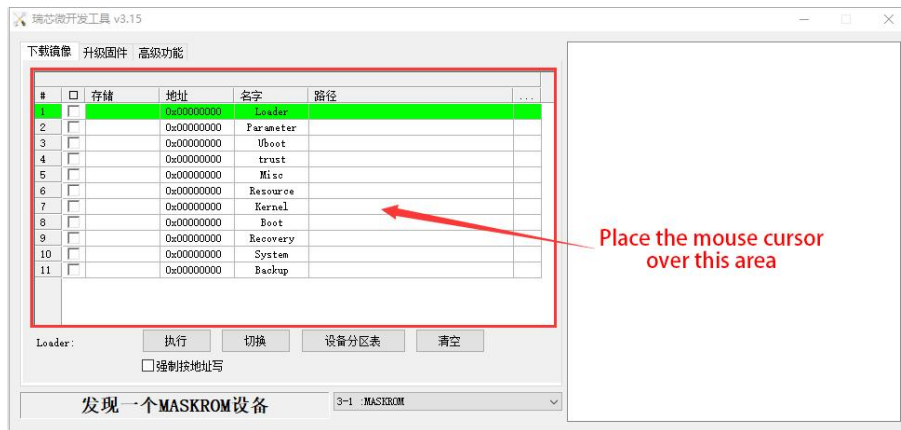 瑞芯微开发工具 v3.15
下载镜像 升级固件 高级功能
# 存储 地址 名字 路径 ...
1 0x00000000 Loader
2 0x00000000 Parameter
3 0x00000000 Uboot
4 0x00000000 trust
5 0x00000000 Misc
6 0x00000000 Resource
7 0x00000000 Kernel
8 0x00000000 Boot
9 0x00000000 Recovery
10 0x00000000 System
11 0x00000000 Backup
Place the mouse cursor
over this area
Loader: 执行 切换 设备分区表 清空
强制按地址写
发现一个MASKROM设备 3-1 :MASKROM